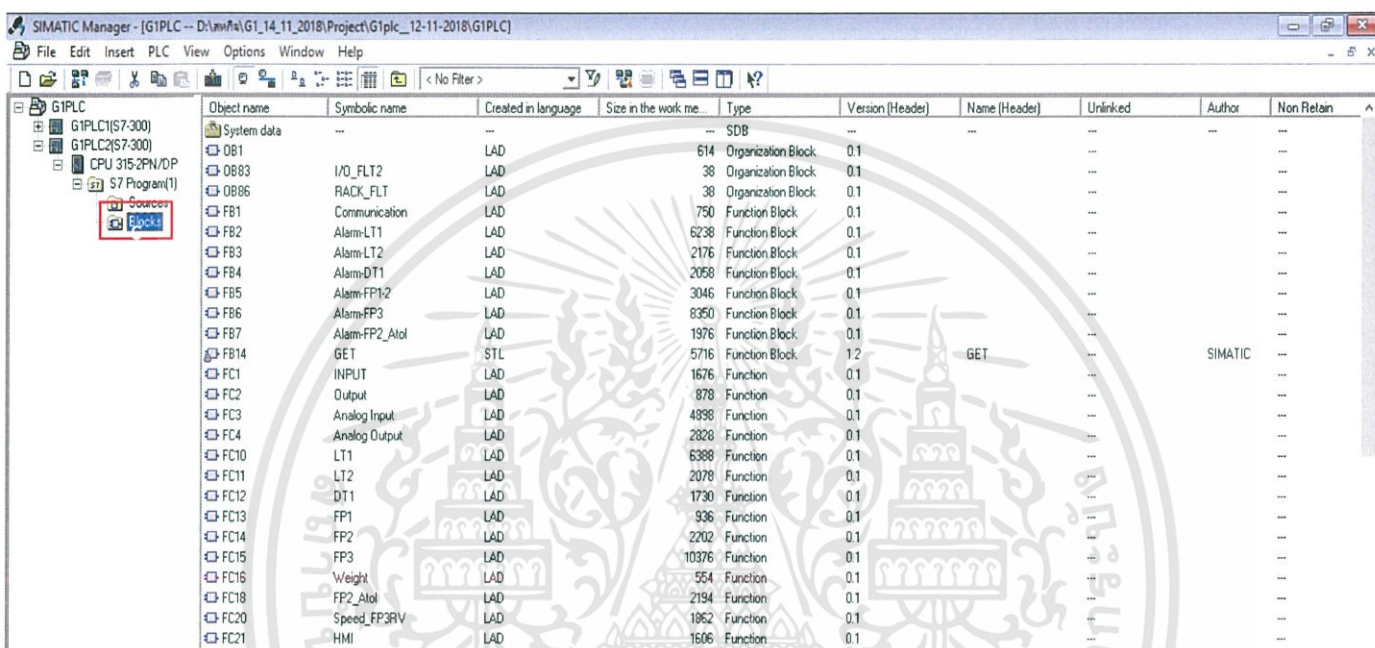 SIMATIC Manager - [G1PLC -- D:\สหกิจ\G1_14_11_2018\Project\G1plc__12-11-2018\G1PLC]
File Edit Insert PLC View Options Window Help
< No Filter >
G1PLC
G1PLC1(S7-300)
G1PLC2(S7-300)
CPU 315-2PN/DP
S7 Program(1)
Sources
Blocks
Object name Symbolic name Created in language Size in the work me... Type Version (Header) Name (Header) Unlinked Author Non Retain
System data --- --- --- SDB --- --- --- --- ---
OB1 LAD 614 Organization Block 0.1 --- ---
OB83 I/O_FLT2 LAD 38 Organization Block 0.1 --- ---
OB86 RACK_FLT LAD 38 Organization Block 0.1 --- ---
FB1 Communication LAD 750 Function Block 0.1 --- ---
FB2 Alarm-LT1 LAD 6238 Function Block 0.1 --- ---
FB3 Alarm-LT2 LAD 2176 Function Block 0.1 --- ---
FB4 Alarm-DT1 LAD 2058 Function Block 0.1 --- ---
FB5 Alarm-FP1-2 LAD 3046 Function Block 0.1 --- ---
FB6 Alarm-FP3 LAD 8350 Function Block 0.1 --- ---
FB7 Alarm-FP2_Atol LAD 1976 Function Block 0.1 --- ---
FB14 GET STL 5716 Function Block 1.2 GET --- SIMATIC ---
FC1 INPUT LAD 1676 Function 0.1 --- ---
FC2 Output LAD 878 Function 0.1 --- ---
FC3 Analog Input LAD 4898 Function 0.1 --- ---
FC4 Analog Output LAD 2828 Function 0.1 --- ---
FC10 LT1 LAD 6388 Function 0.1 --- ---
FC11 LT2 LAD 2078 Function 0.1 --- ---
FC12 DT1 LAD 1730 Function 0.1 --- ---
FC13 FP1 LAD 936 Function 0.1 --- ---
FC14 FP2 LAD 2202 Function 0.1 --- ---
FC15 FP3 LAD 10376 Function 0.1 --- ---
FC16 Weight LAD 554 Function 0.1 --- ---
FC18 FP2_Atol LAD 2194 Function 0.1 --- ---
FC20 Speed_FP3RV LAD 1862 Function 0.1 --- ---
FC21 HMI LAD 1606 Function 0.1 --- ---